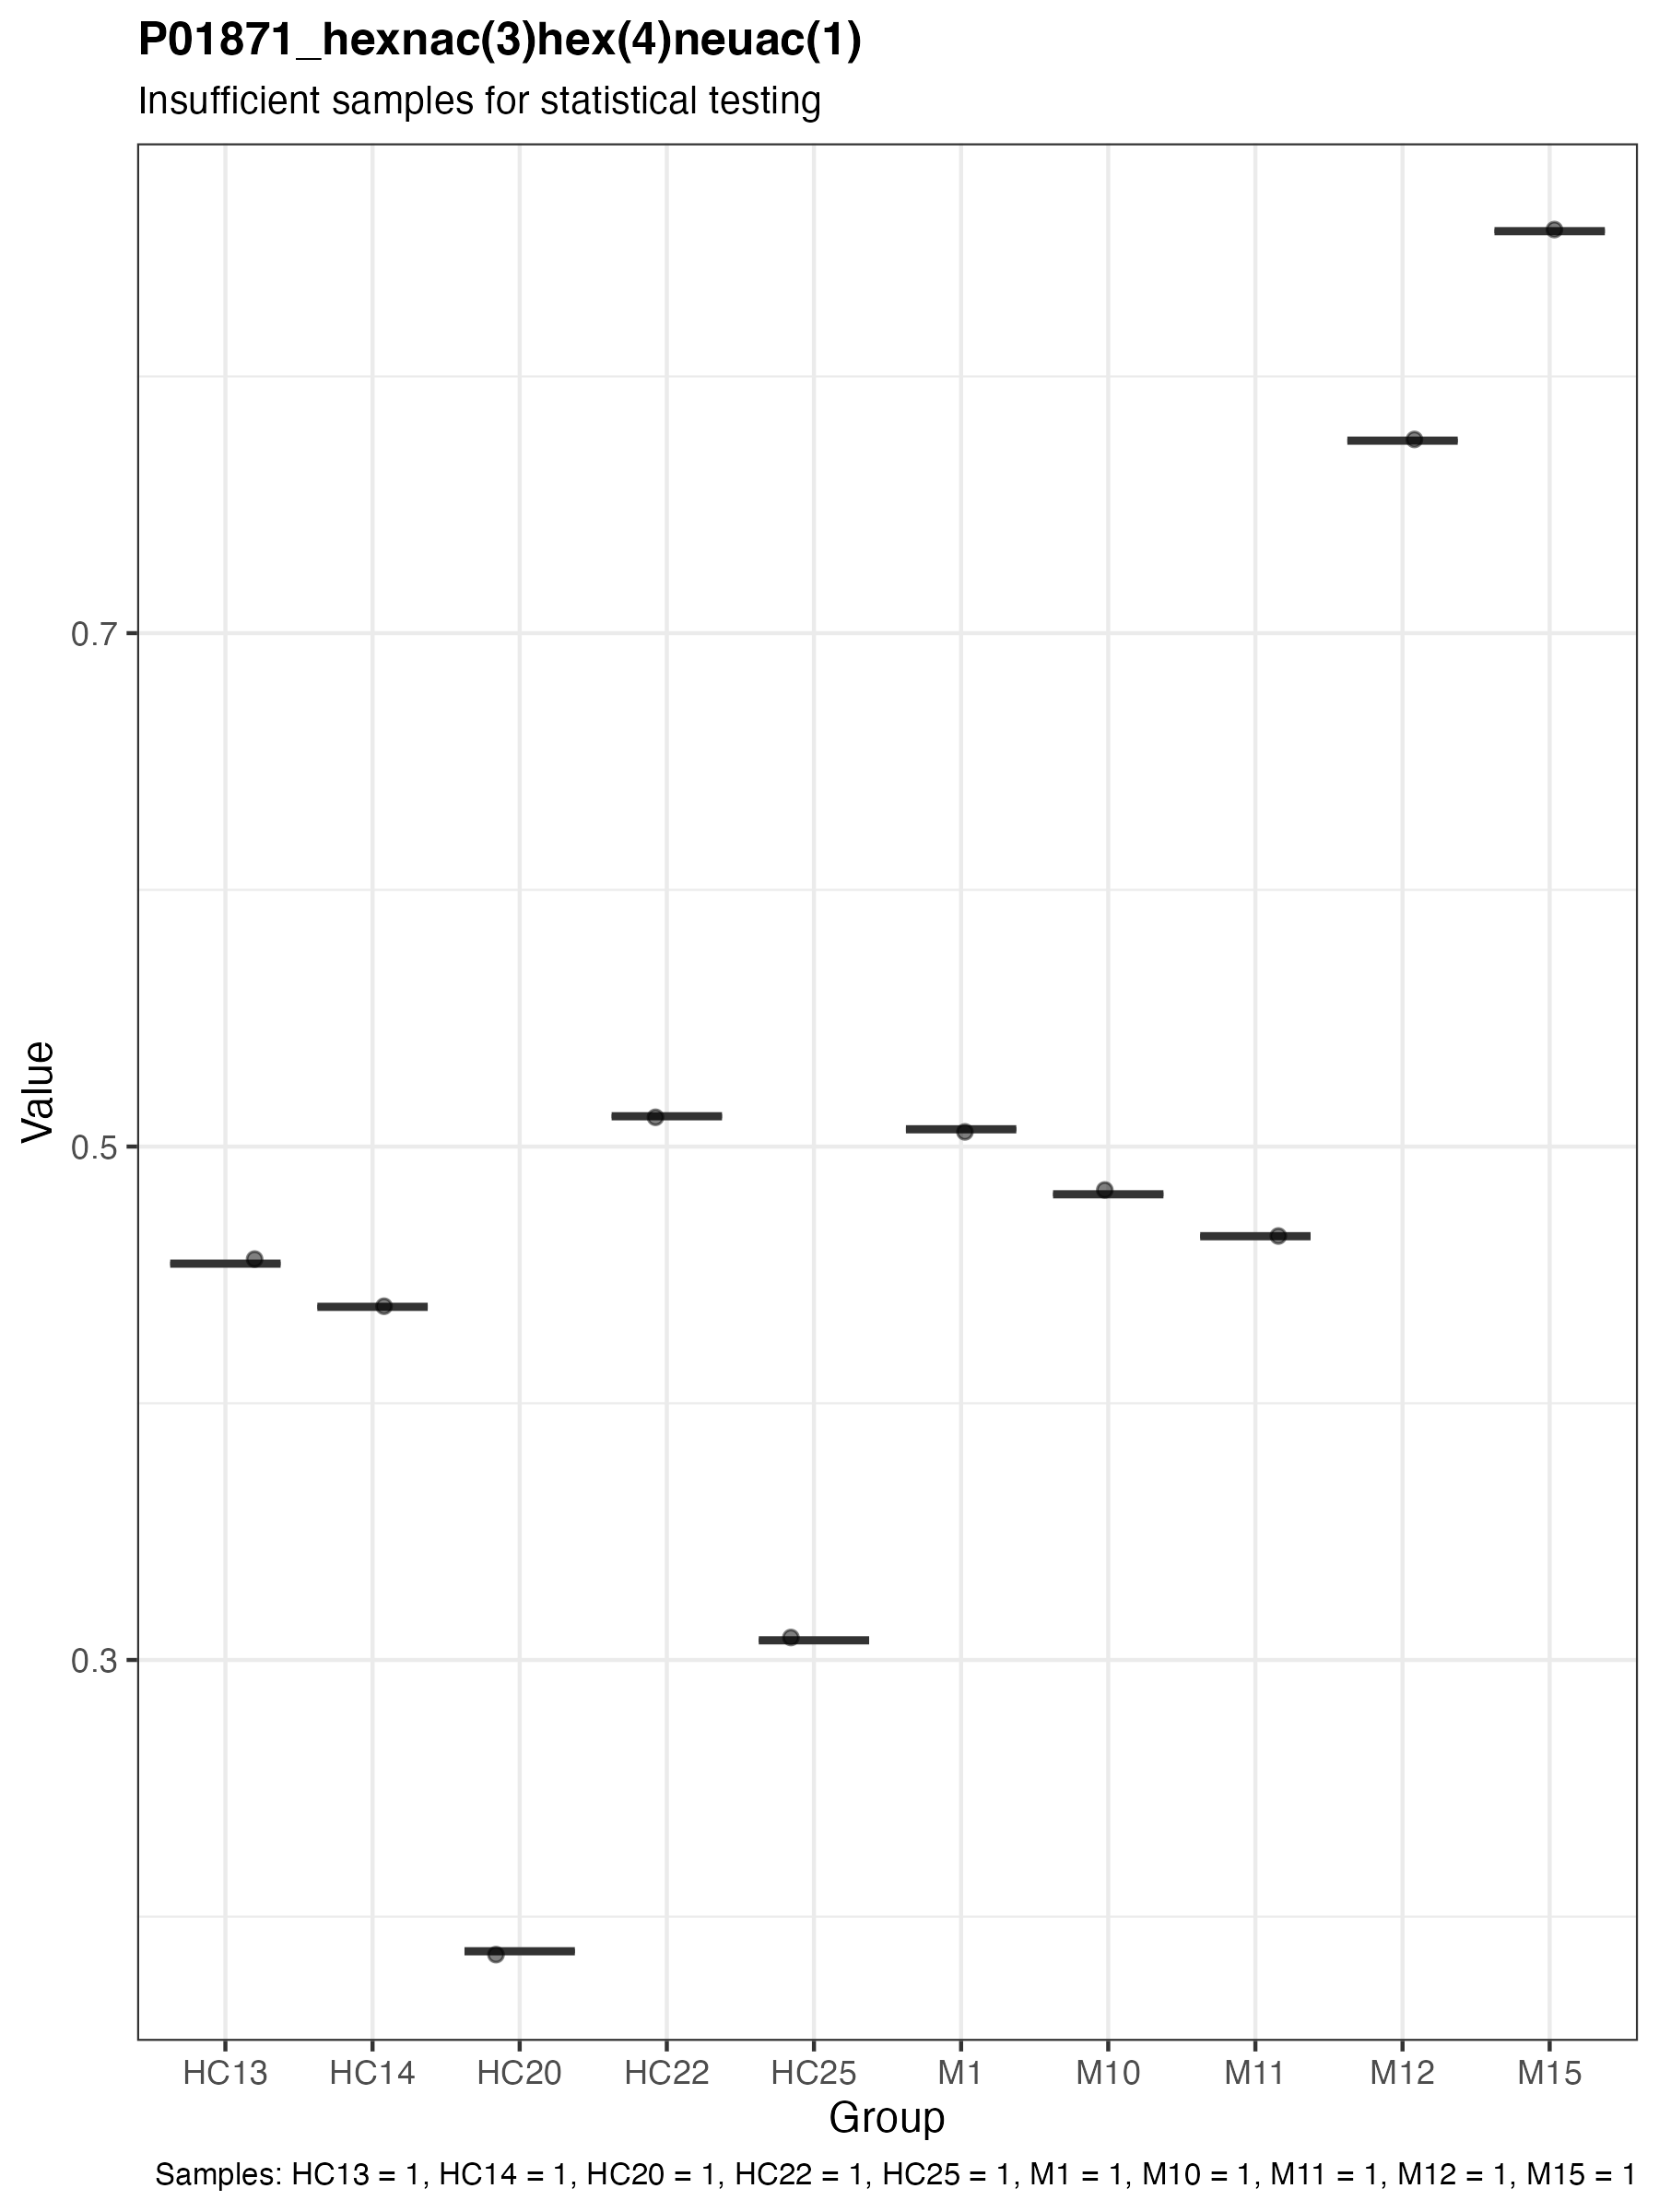 P01871_hexnac(3)hex(4)neuac(1)
Insufficient samples for statistical testing
0.7
0.5
0.3
Value
HC13 HC14 HC20 HC22 HC25 M1 M10 M11 M12 M15
Group
Samples: HC13 = 1, HC14 = 1, HC20 = 1, HC22 = 1, HC25 = 1, M1 = 1, M10 = 1, M11 = 1, M12 = 1, M15 = 1